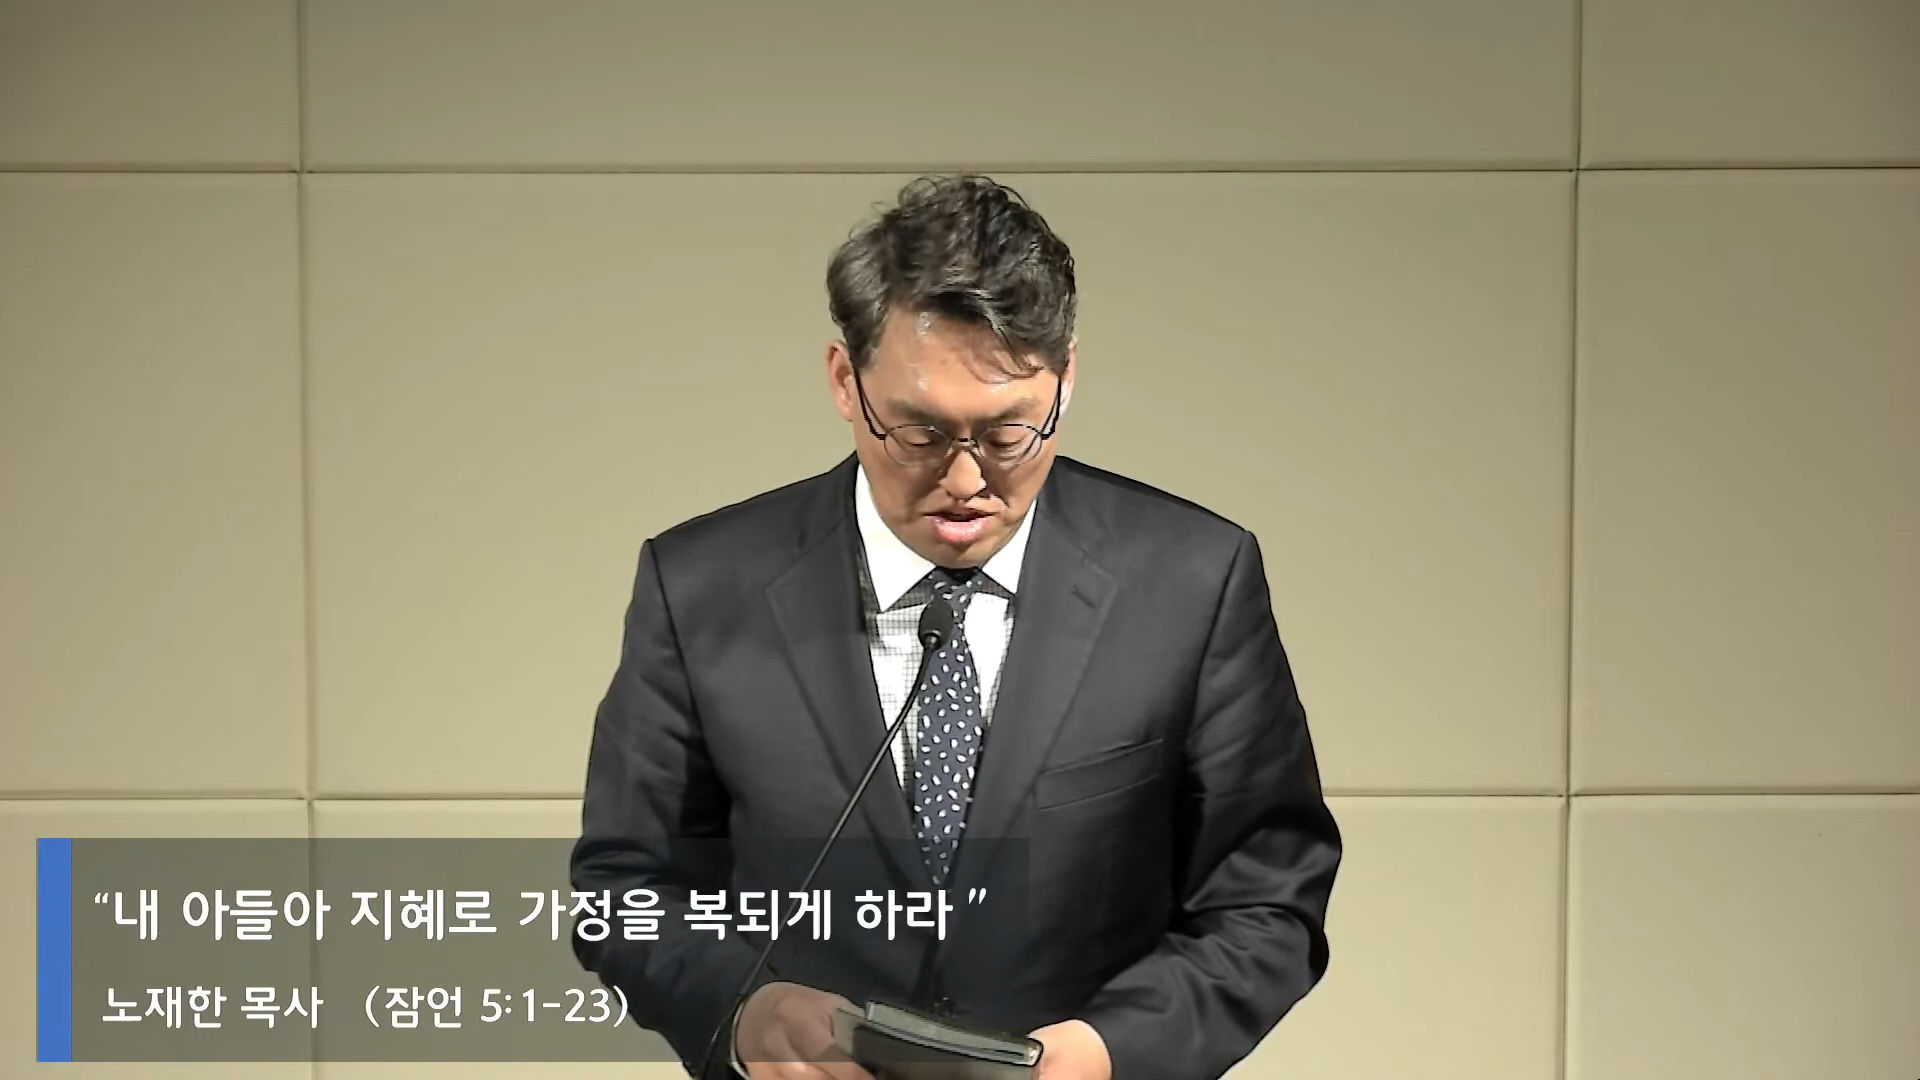 “내 아들아 지혜로 가정을 복되게 하라”
노재한 목사 (잠언 5:1-23)